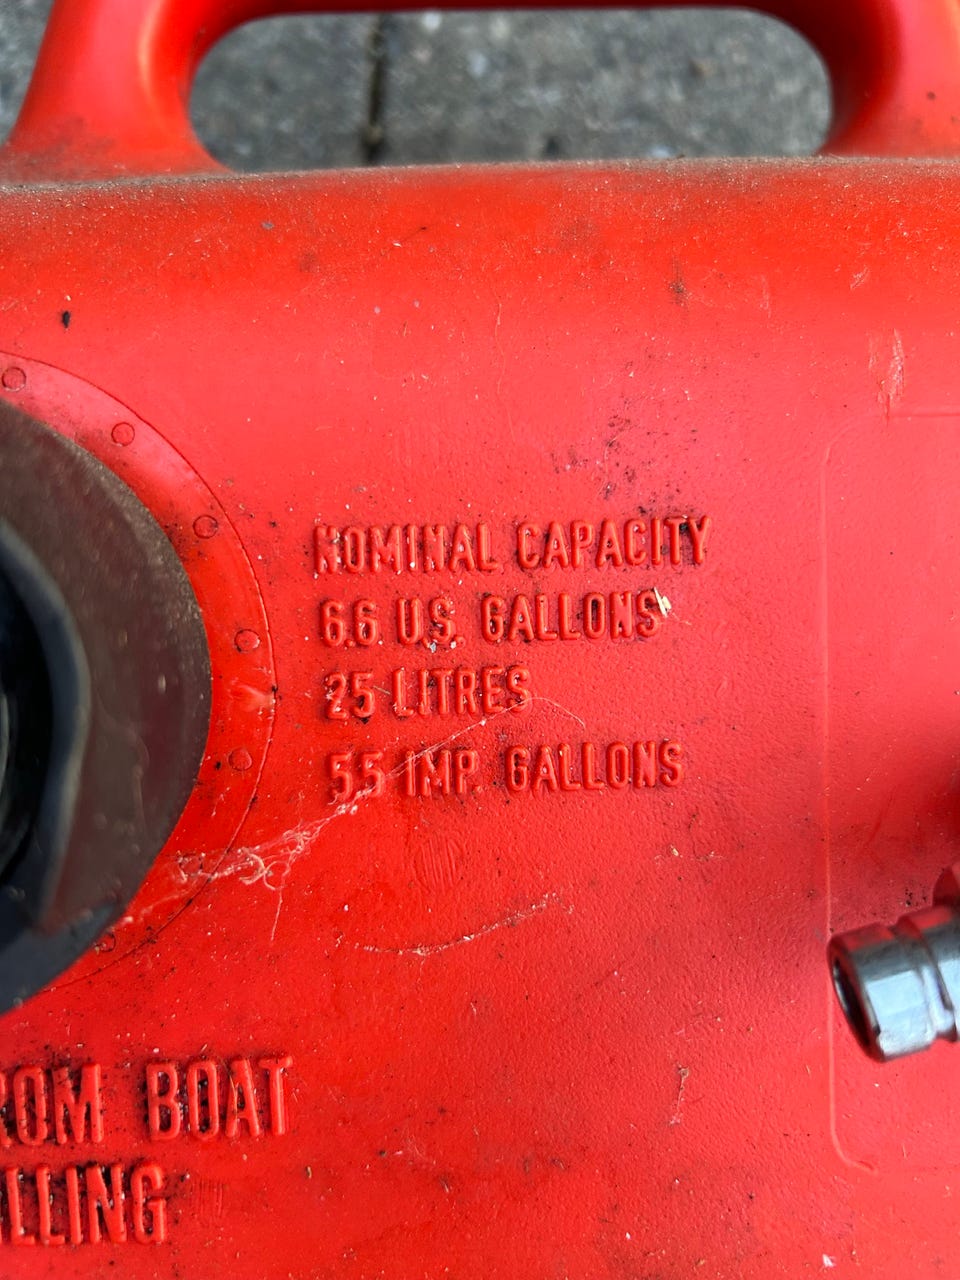 NOMINAL CAPACITY
6.6 U.S. GALLONS
25 LITRES
5.5 IMP. GALLONS
ROM BOAT
LLING